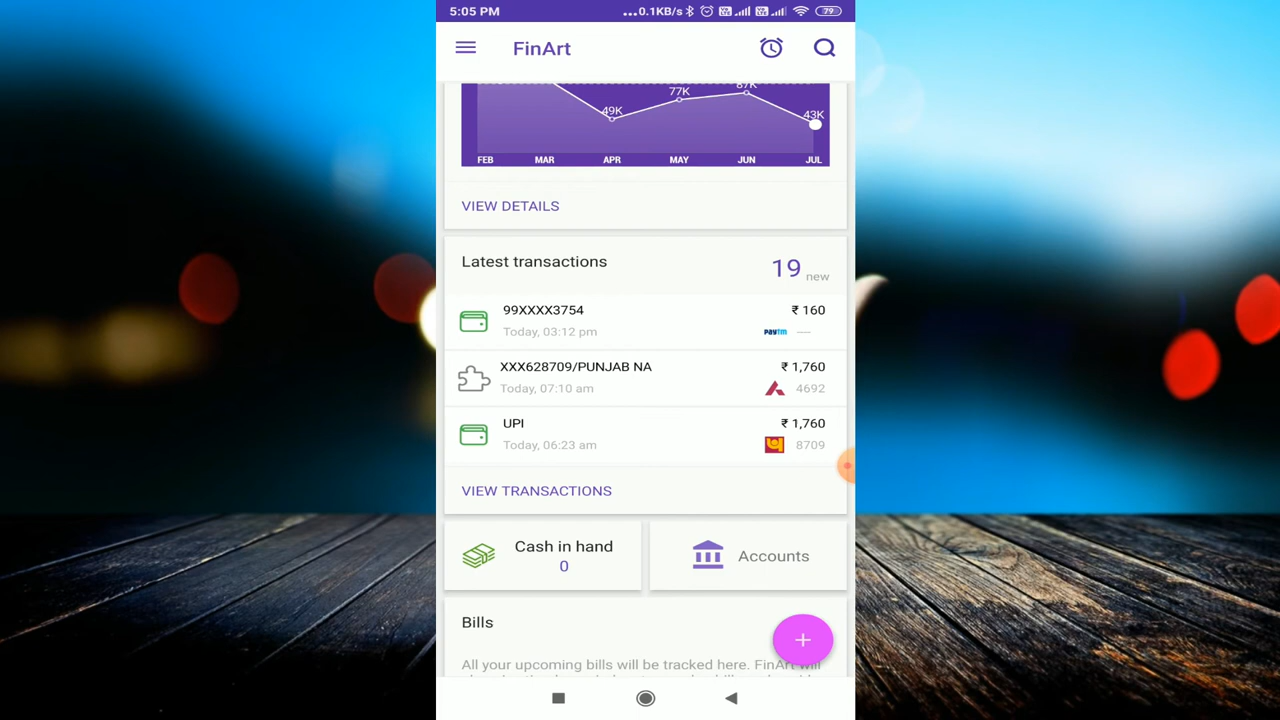 5:05 PM
...0.1KB/s
79
FinArt
49K
77K
87K
43K
FEB MAR APR MAY JUN JUL
VIEW DETAILS
Latest transactions
19 new
99XXXX3754
₹ 160
Today, 03:12 pm
paytm —
XXX628709/PUNJAB NA
₹ 1,760
Today, 07:10 am
4692
UPI
₹ 1,760
Today, 06:23 am
8709
VIEW TRANSACTIONS
Cash in hand
0
Accounts
Bills
+
All your upcoming bills will be tracked here. FinArt will